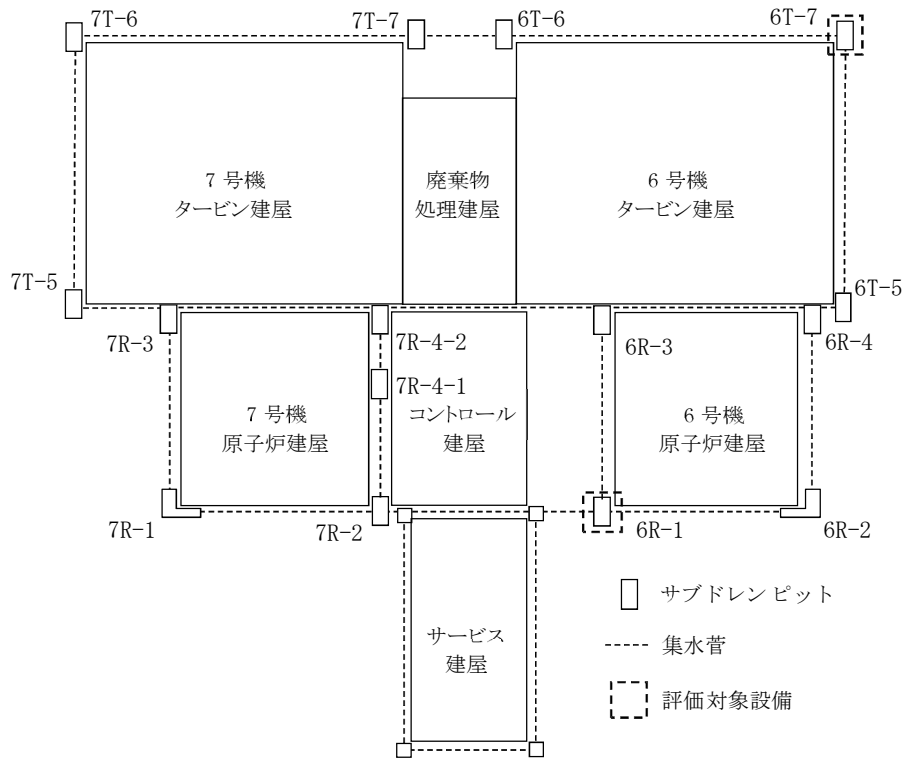 7T-6
7T-7
6T-6
6T-7
7 号機
タービン建屋
廃棄物
処理建屋
6 号機
タービン建屋
7T-5
6T-5
7R-3
7R-4-2
6R-3
6R-4
7R-4-1
7 号機
原子炉建屋
コントロール
建屋
6 号機
原子炉建屋
7R-1
7R-2
6R-1
6R-2
サブドレンピット
集水菅
評価対象設備
サービス
建屋